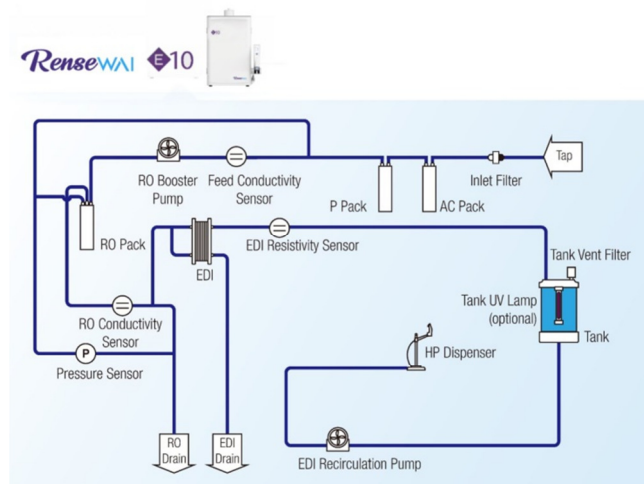 RenseWAI E10
Tap
Inlet Filter
AC Pack
P Pack
Feed Conductivity
Sensor
RO Booster
Pump
RO Pack
EDI
EDI Resistivity Sensor
Tank Vent Filter
Tank UV Lamp
(optional)
Tank
RO Conductivity
Sensor
HP Dispenser
P
Pressure Sensor
RO
Drain
EDI
Drain
EDI Recirculation Pump